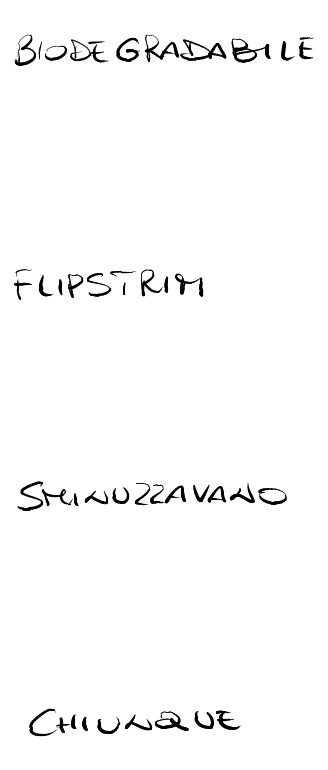 BIODEGRADABILE
FLIPSTRIM
SMINUZZAVANO
CHIUNQUE